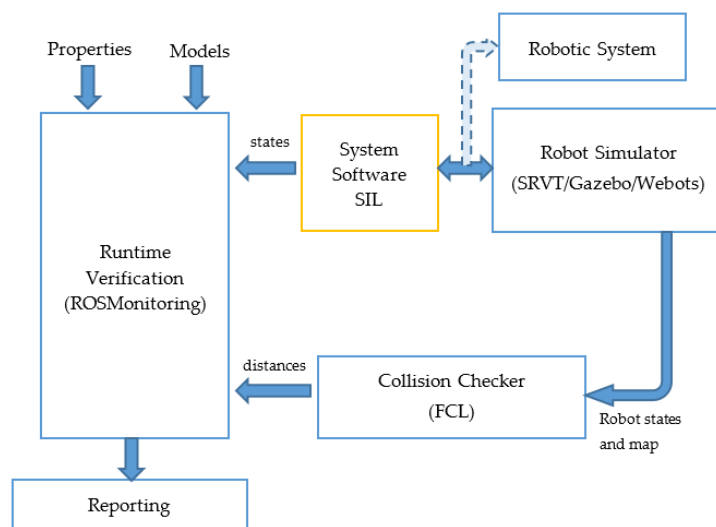 Properties
Models
Robotic System
states
System
Software
SIL
Robot Simulator
(SRVT/Gazebo/Webots)
Runtime
Verification
(ROSMonitoring)
distances
Collision Checker
(FCL)
Robot states
and map
Reporting